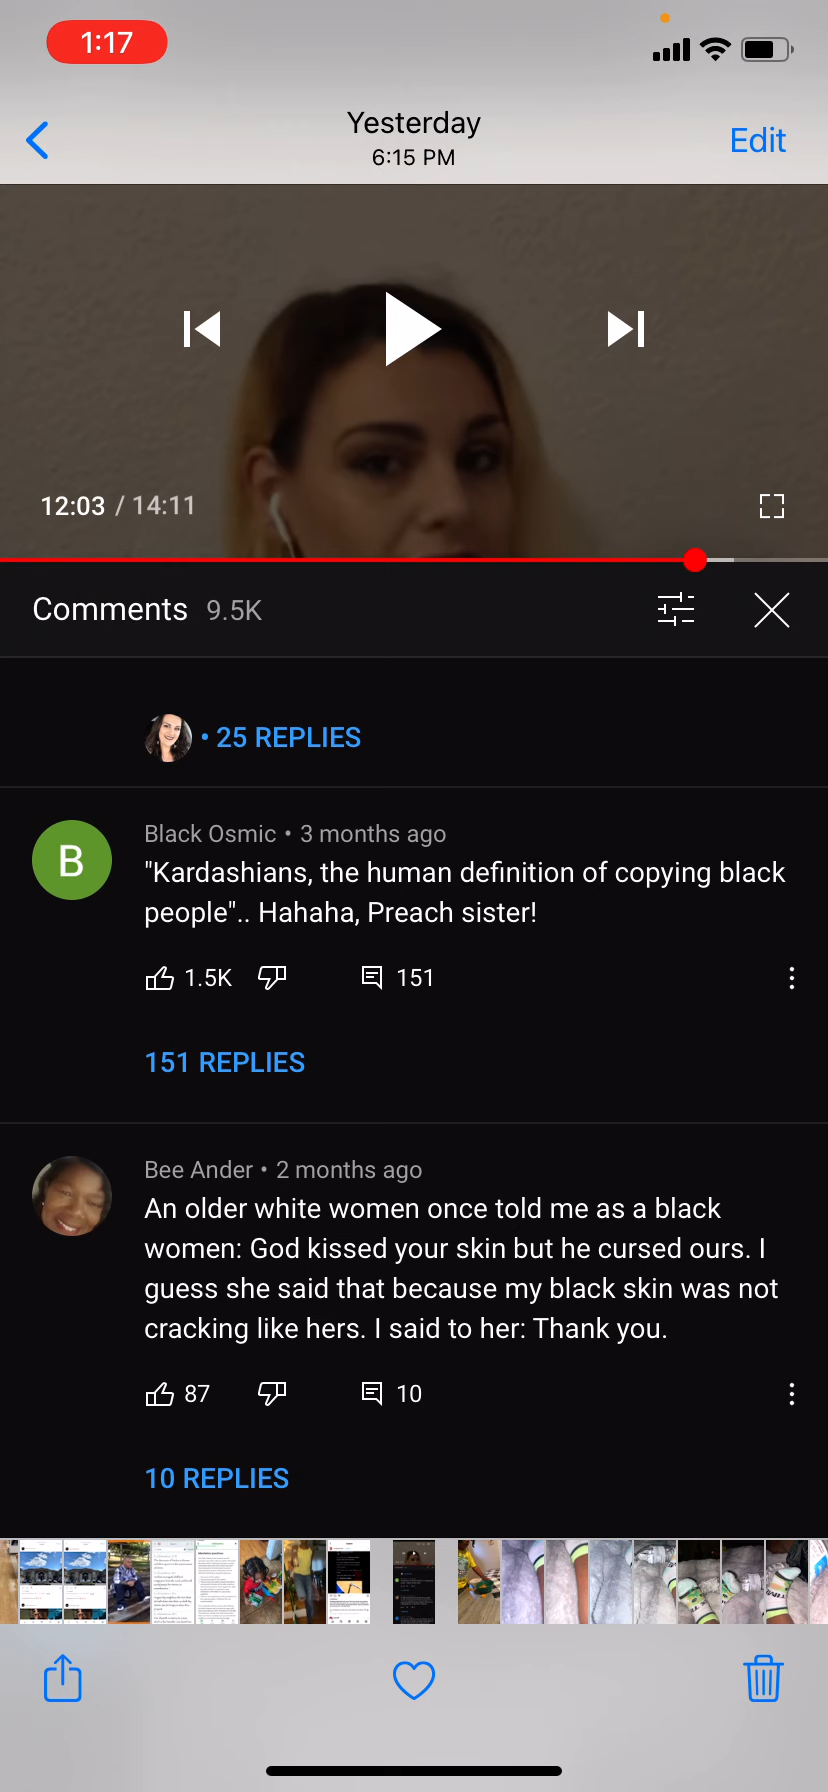 1:17
Yesterday
6:15 PM
Edit
12:03 / 14:11
Comments 9.5K
• 25 REPLIES
B
Black Osmic • 3 months ago
"Kardashians, the human definition of copying black
people".. Hahaha, Preach sister!
1.5K 151
151 REPLIES
Bee Ander • 2 months ago
An older white women once told me as a black
women: God kissed your skin but he cursed ours. I
guess she said that because my black skin was not
cracking like hers. I said to her: Thank you.
87 10
10 REPLIES